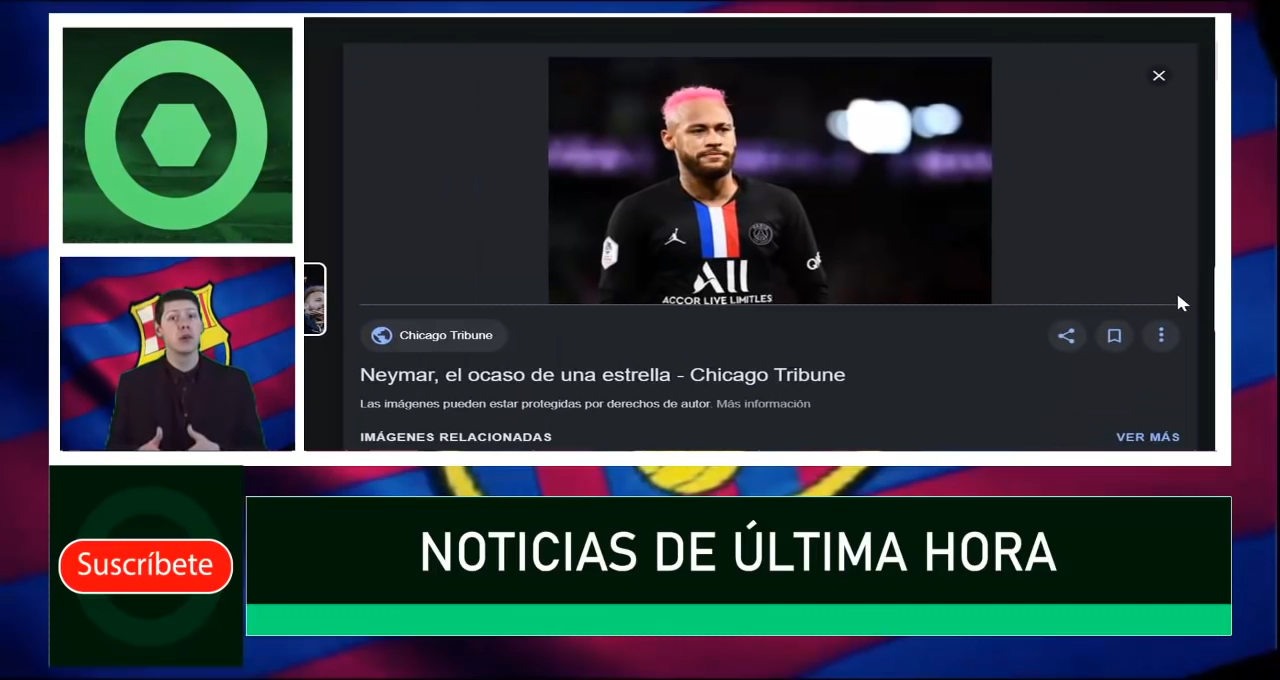 All
ACCOR LIVE LIMITLES
Chicago Tribune
Neymar, el ocaso de una estrella - Chicago Tribune
Las imágenes pueden estar protegidas por derechos de autor. Más información
IMÁGENES RELACIONADAS
VER MÁS
Suscríbete
NOTICIAS DE ÚLTIMA HORA